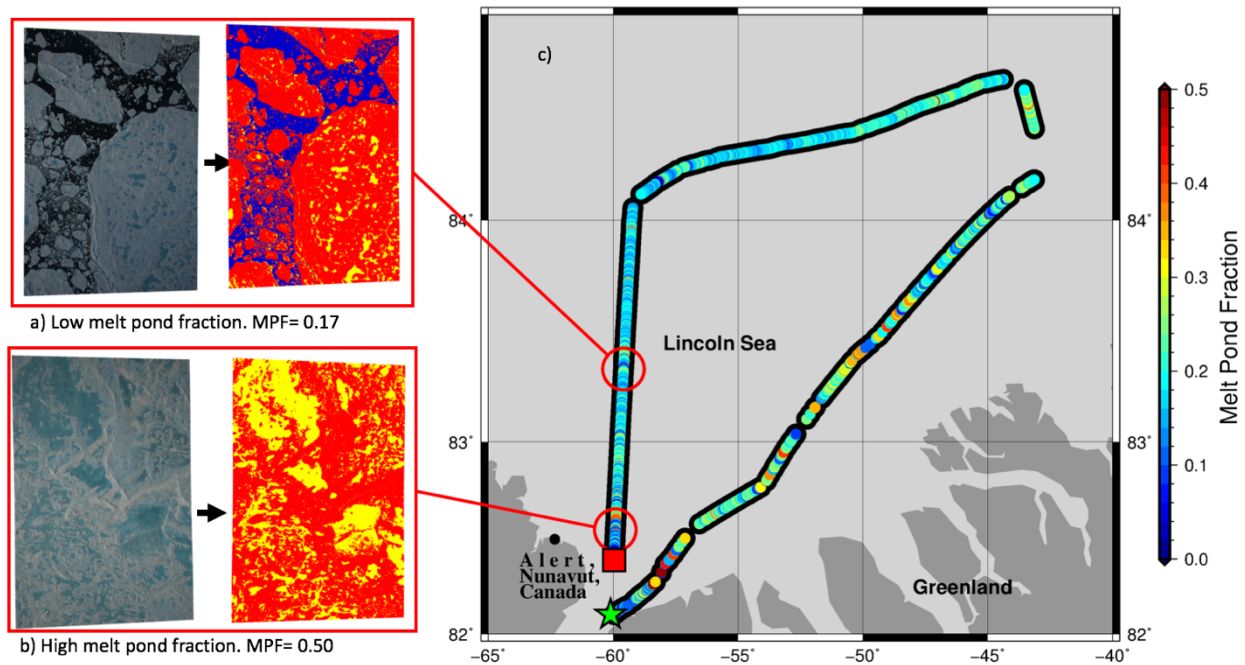 a) Low melt pond fraction. MPF= 0.17
b) High melt pond fraction. MPF= 0.50
c)
84˚
83˚
82˚
84˚
83˚
82˚
−65˚
−60˚
−55˚
−50˚
−45˚
−40˚
Lincoln Sea
Alert,
Nunavut,
Canada
Greenland
0.5
0.4
0.3
0.2
0.1
0.0
Melt Pond Fraction